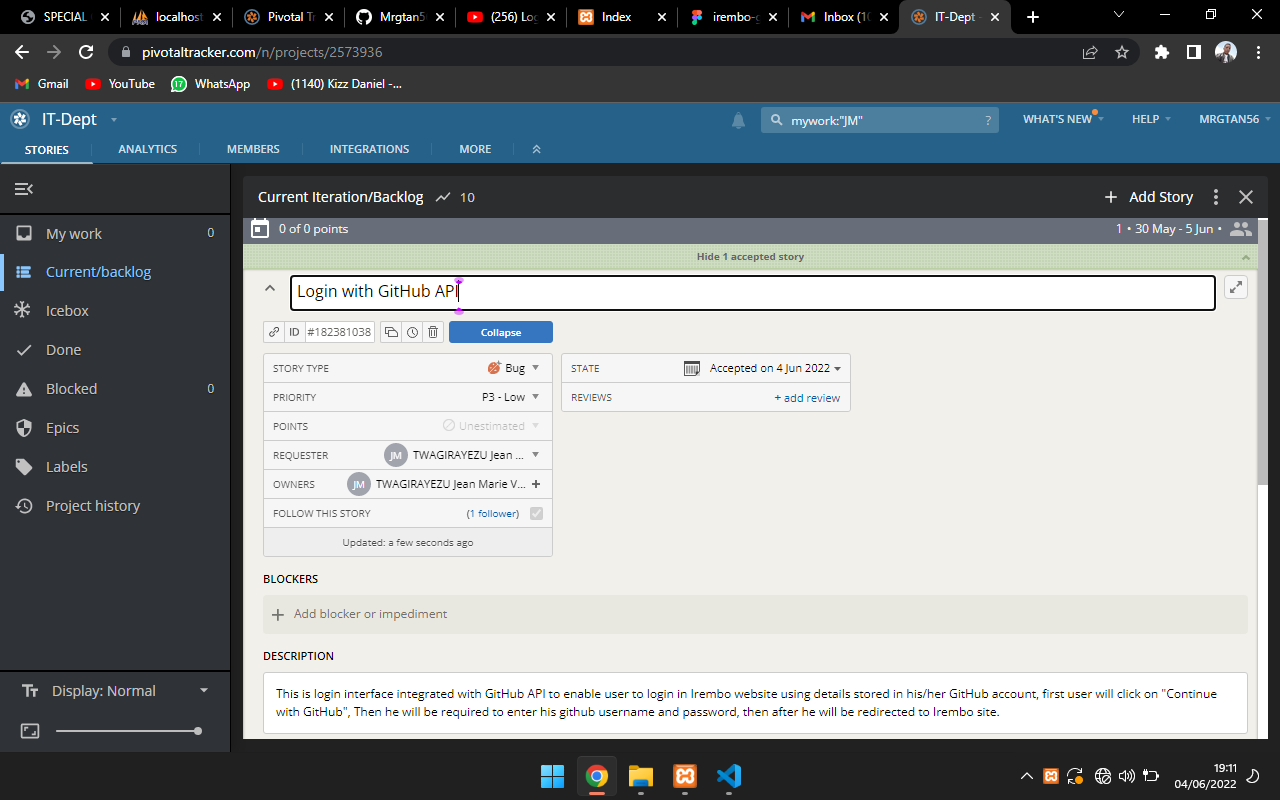 SPECIAL
localhost
Pivotal Tr
Mrgtan5
(256) Log
Index
irembo-g
Inbox (10
IT-Dept -
pivotaltracker.com/n/projects/2573936
Gmail
YouTube
17
WhatsApp
(1140) Kizz Daniel -...
IT-Dept
mywork:"JM"
?
WHAT'S NEW
HELP
MRGTAN56
STORIES
ANALYTICS
MEMBERS
INTEGRATIONS
MORE
My work 0
Current/backlog
Icebox
Done
Blocked 0
Epics
Labels
Project history
Display: Normal
Current Iteration/Backlog 10
+ Add Story
0 of 0 points
1 • 30 May - 5 Jun •
Hide 1 accepted story
Login with GitHub API
ID #182381038
Collapse
STORY TYPE Bug
PRIORITY P3 - Low
POINTS Unestimated
REQUESTER JM TWAGIRAYEZU Jean ...
OWNERS JM TWAGIRAYEZU Jean Marie V... +
FOLLOW THIS STORY (1 follower)
Updated: a few seconds ago
STATE Accepted on 4 Jun 2022
REVIEWS + add review
BLOCKERS
+ Add blocker or impediment
DESCRIPTION
This is login interface integrated with GitHub API to enable user to login in Irembo website using details stored in his/her GitHub account, first user will click on "Continue
with GitHub", Then he will be required to enter his github username and password, then after he will be redirected to Irembo site.
19:11
04/06/2022